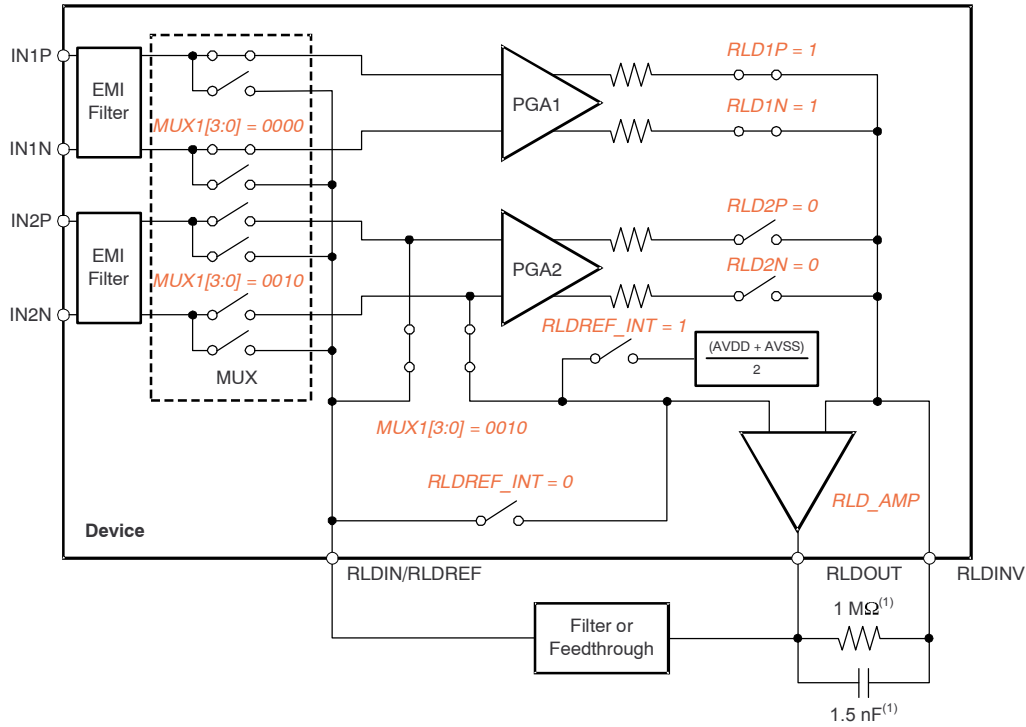 IN1P
EMI
Filter
IN1N
MUX1[3:0] = 0000
PGA1
RLD1P = 1
RLD1N = 1
IN2P
EMI
Filter
IN2N
MUX1[3:0] = 0010
MUX
PGA2
RLD2P = 0
RLD2N = 0
RLDREF_INT = 1
(AVDD + AVSS)
2
MUX1[3:0] = 0010
RLDREF_INT = 0
RLD_AMP
Device
RLDIN/RLDREF
RLDOUT
RLDINV
Filter or
Feedthrough
1 MΩ(1)
1.5 nF(1)